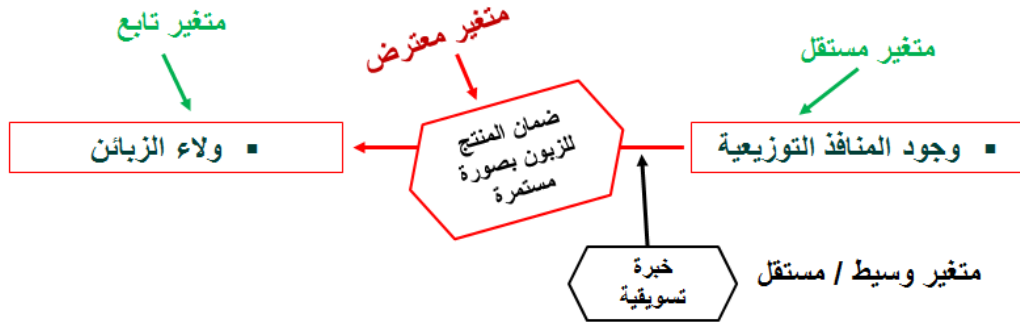 متغير تابع
متغير معترض
متغير مستقل
▪ وجود المنافذ التوزيعية
ضمان المنتج
للزبون بصورة
مستمرة
▪ ولاء الزبائن
خبرة
تسويقية
متغير وسيط / مستقل